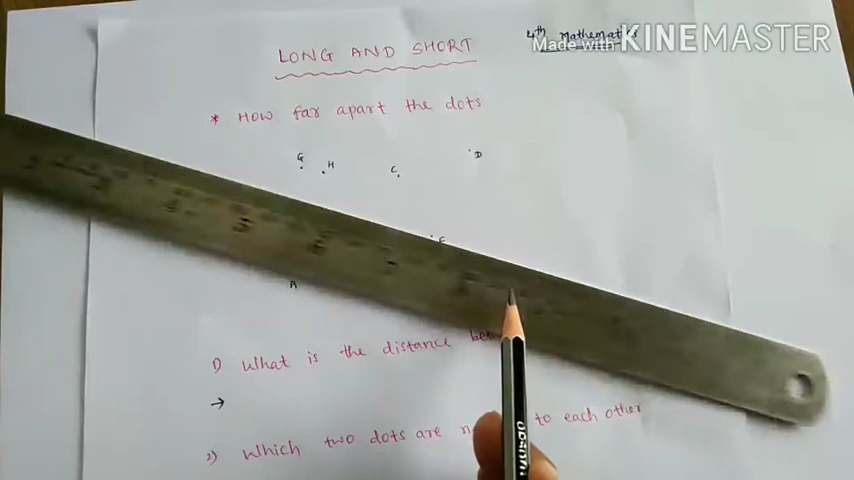 LONG AND SHORT
4th Mathematics
Made with KINEMASTER
* How far apart the dots
G H C D
E
A
1) What is the distance
→
2) Which two dots are to each other